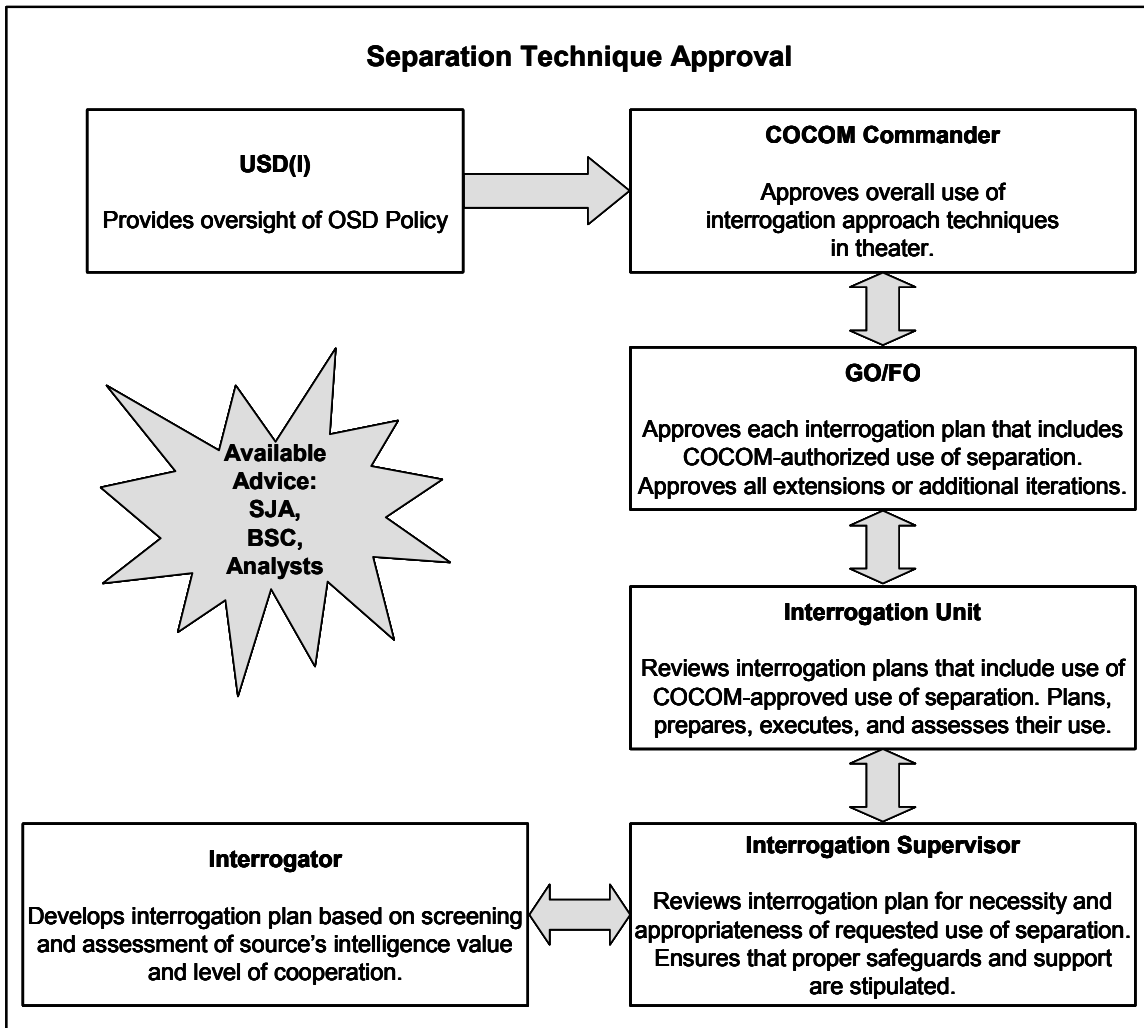 Separation Technique Approval
USD(I)
Provides oversight of OSD Policy
COCOM Commander
Approves overall use of
interrogation approach techniques
in theater.
GO/FO
Approves each interrogation plan that includes
COCOM-authorized use of separation.
Approves all extensions or additional iterations.
Available
Advice:
SJA,
BSC,
Analysts
Interrogation Unit
Reviews interrogation plans that include use of
COCOM-approved use of separation. Plans,
prepares, executes, and assesses their use.
Interrogation Supervisor
Reviews interrogation plan for necessity and
appropriateness of requested use of separation.
Ensures that proper safeguards and support
are stipulated.
Interrogator
Develops interrogation plan based on screening
and assessment of source's intelligence value
and level of cooperation.